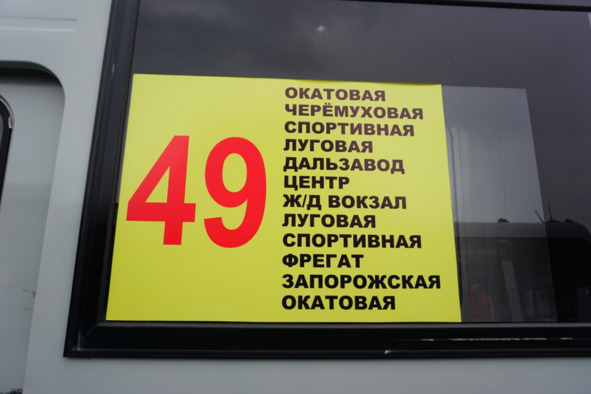 49
ОКАТОВАЯ
ЧЕРЁМУХОВАЯ
СПОРТИВНАЯ
ЛУГОВАЯ
ДАЛЬЗАВОД
ЦЕНТР
Ж/Д ВОКЗАЛ
ЛУГОВАЯ
СПОРТИВНАЯ
ФРЕГАТ
ЗАПОРОЖСКАЯ
ОКАТОВАЯ